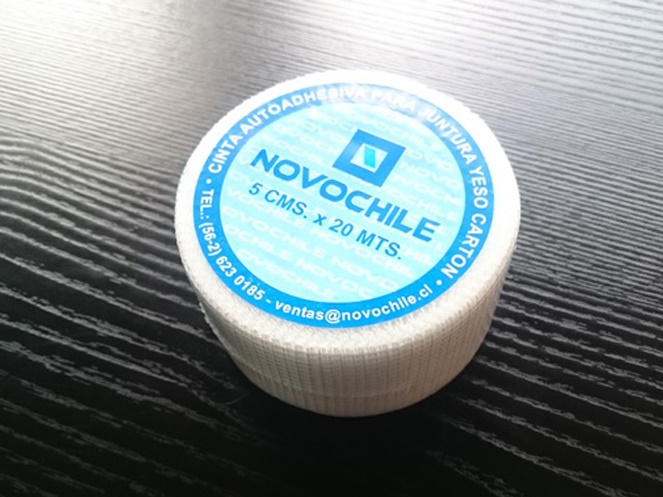 • CINTA AUTOADHESIVA PARA JUNTURA YESO CARTON •
NOVOCHILE
5 CMS. x 20 MTS.
TEL.: (56-2) 623 0185 - ventas@novochile.cl